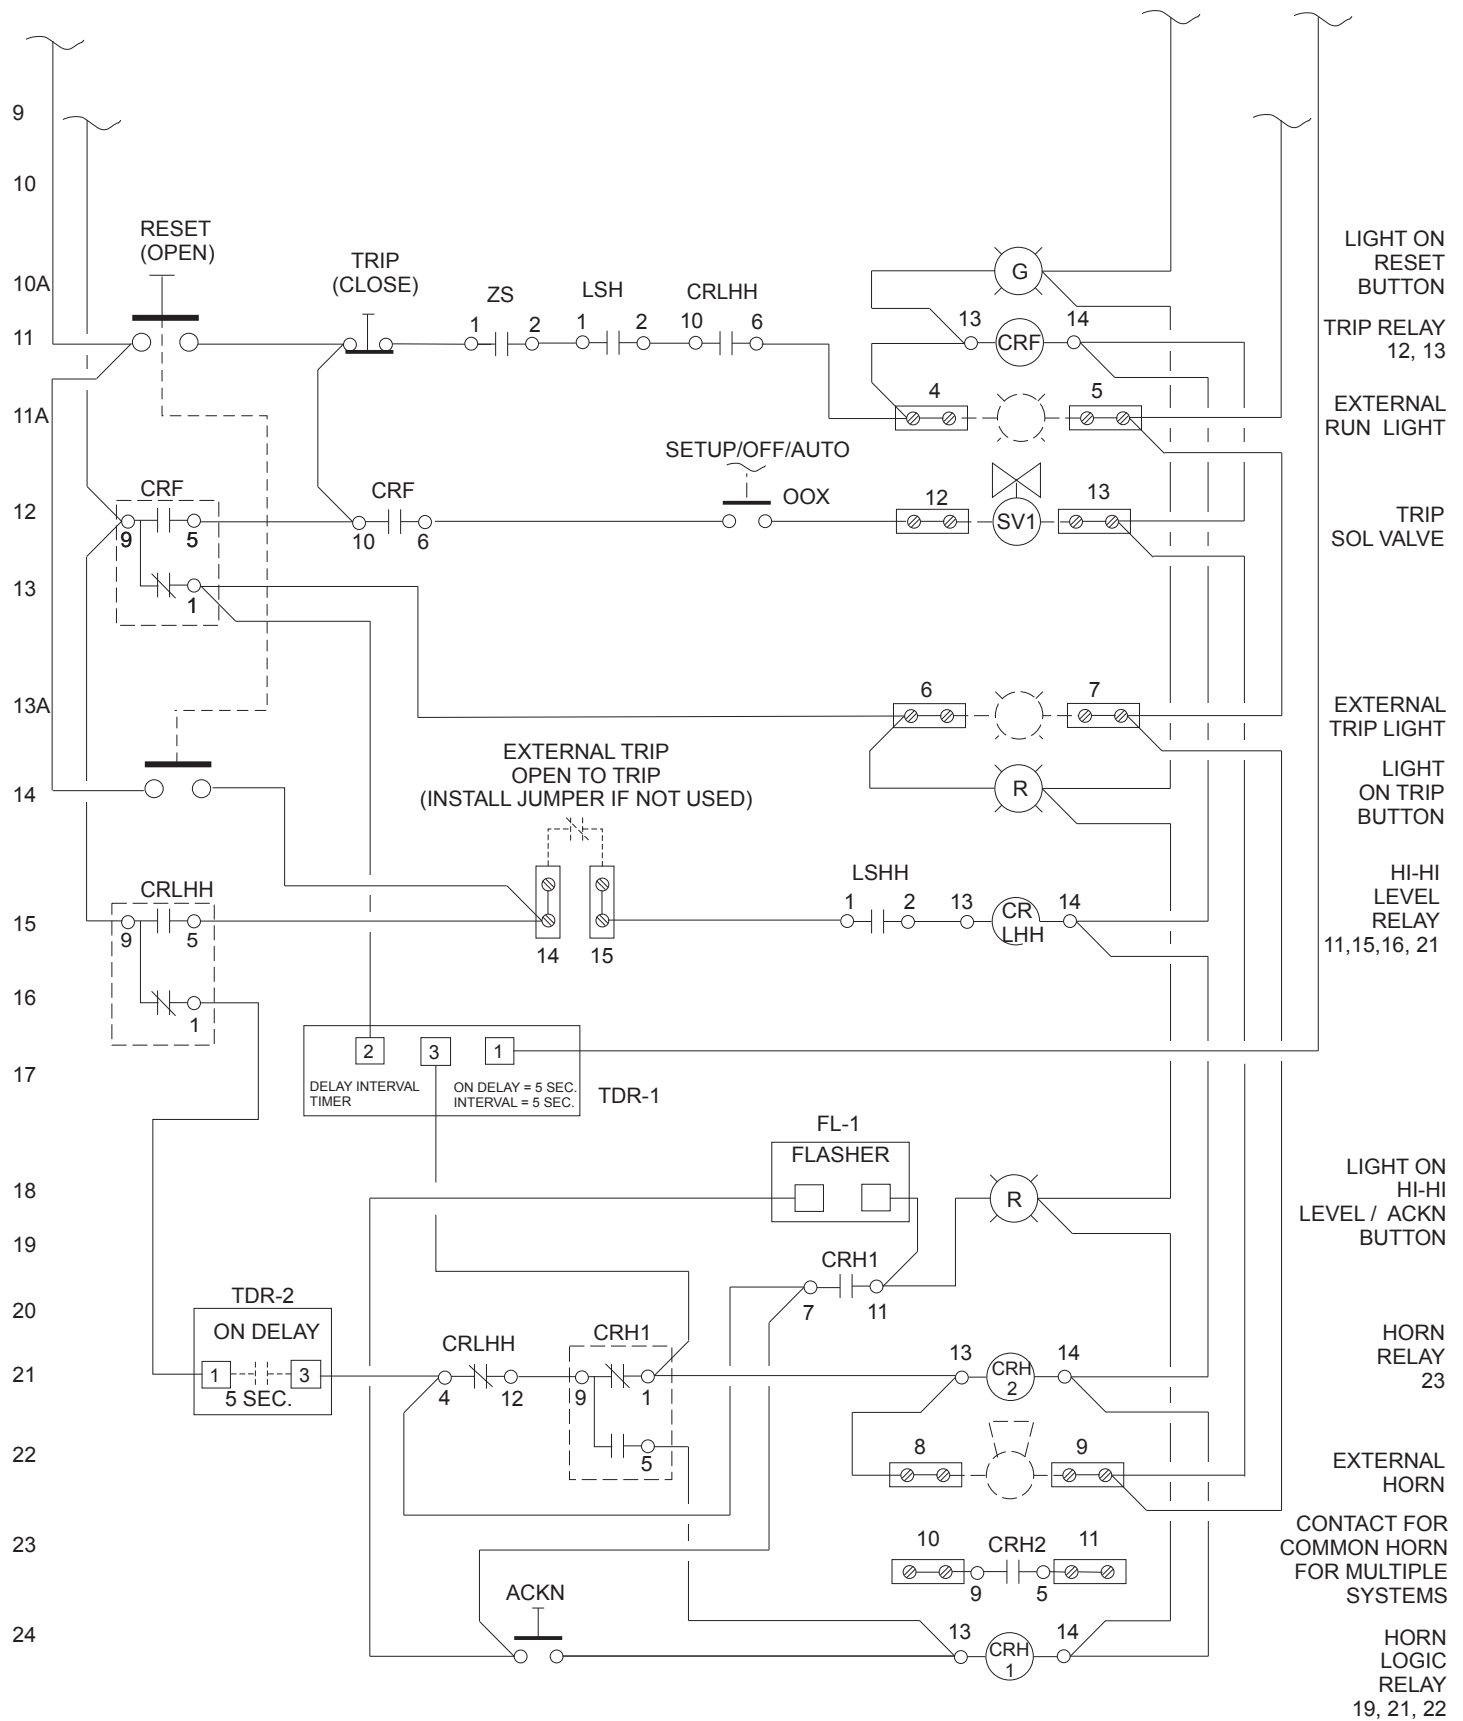 9
10
RESET
(OPEN)
10A
TRIP
(CLOSE)
ZS
LSH
CRLHH
G
LIGHT ON
RESET
BUTTON
11
1
2
1
2
10
6
13
CRF
14
TRIP RELAY
12, 13
11A
4
5
EXTERNAL
RUN LIGHT
SETUP/OFF/AUTO
OOX
12
CRF
9
5
CRF
10
6
12
SV1
13
TRIP
SOL VALVE
13
1
13A
6
7
EXTERNAL
TRIP LIGHT
EXTERNAL TRIP
OPEN TO TRIP
(INSTALL JUMPER IF NOT USED)
14
R
LIGHT
ON TRIP
BUTTON
CRLHH
LSHH
15
9
5
14
15
1
2
13
CR
LHH
14
HI-HI
LEVEL
RELAY
11,15,16, 21
16
1
17
2
3
1
DELAY INTERVAL
TIMER
ON DELAY = 5 SEC.
INTERVAL = 5 SEC.
TDR-1
FL-1
FLASHER
18
R
LIGHT ON
HI-HI
LEVEL / ACKN
BUTTON
19
CRH1
7
11
20
TDR-2
ON DELAY
1
3
5 SEC.
21
CRLHH
4
12
CRH1
9
1
13
CRH
2
14
HORN
RELAY
23
22
5
8
9
EXTERNAL
HORN
23
10
CRH2
11
9
5
CONTACT FOR
COMMON HORN
FOR MULTIPLE
SYSTEMS
ACKN
24
13
CRH
1
14
HORN
LOGIC
RELAY
19, 21, 22